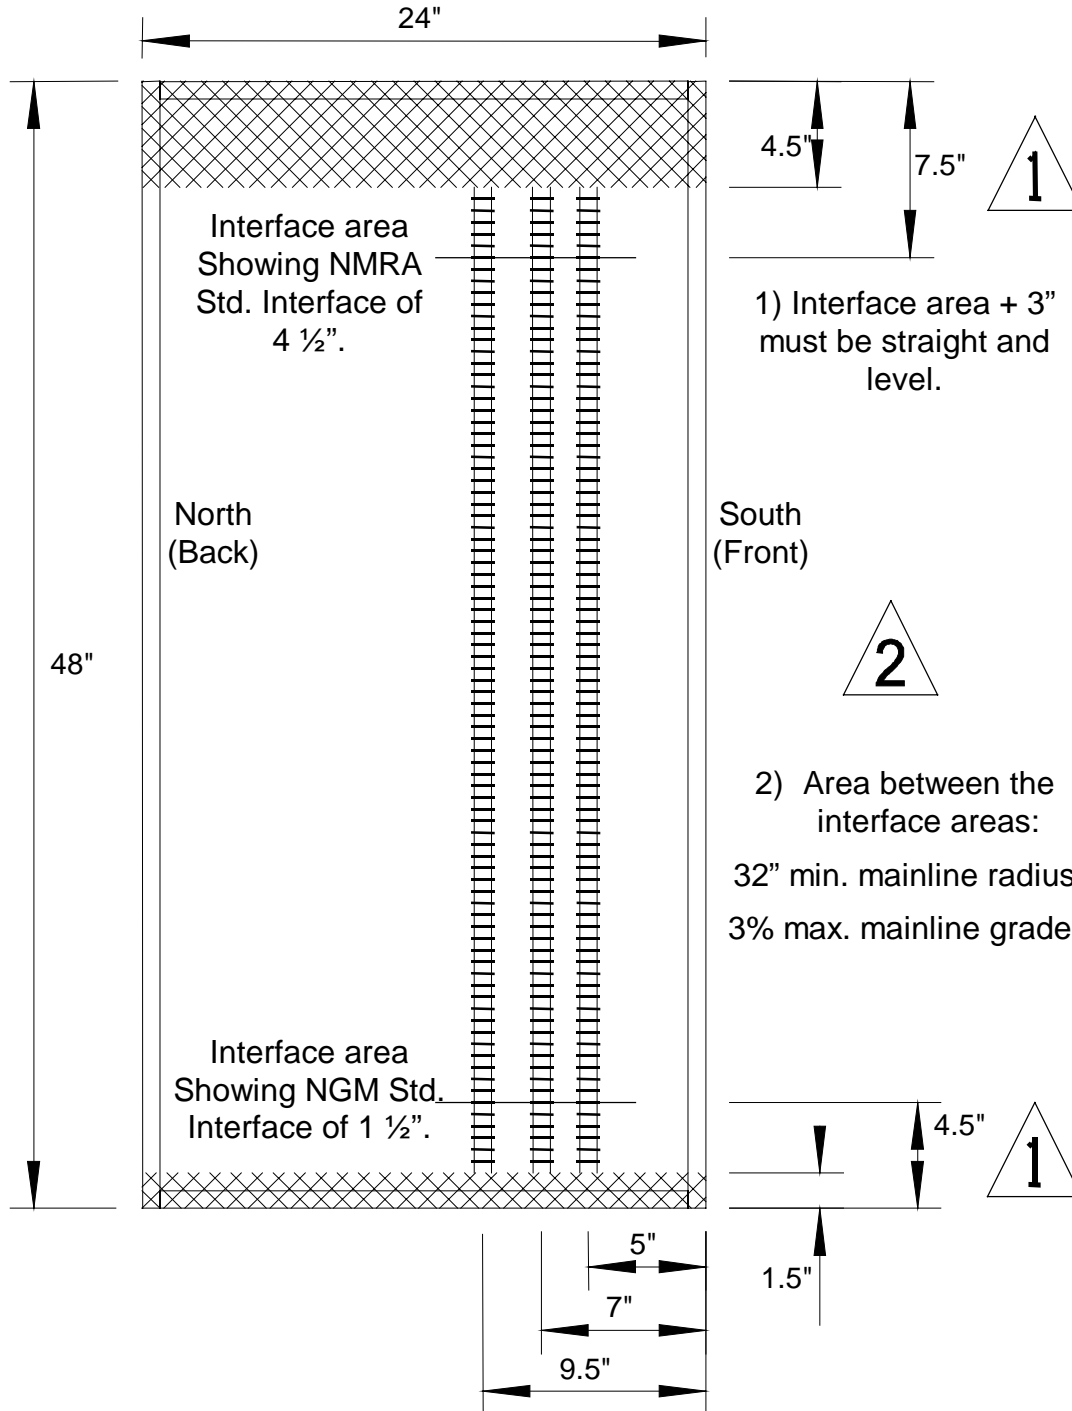 24"
4.5"
7.5"
1
Interface area
Showing NMRA
Std. Interface of
4 ½”.
1) Interface area + 3”
must be straight and
level.
North
(Back)
South
(Front)
48"
2
2) Area between the
interface areas:
32” min. mainline radius
3% max. mainline grade
Interface area
Showing NGM Std.
Interface of 1 ½”.
4.5"
1
1.5"
5"
7"
9.5"